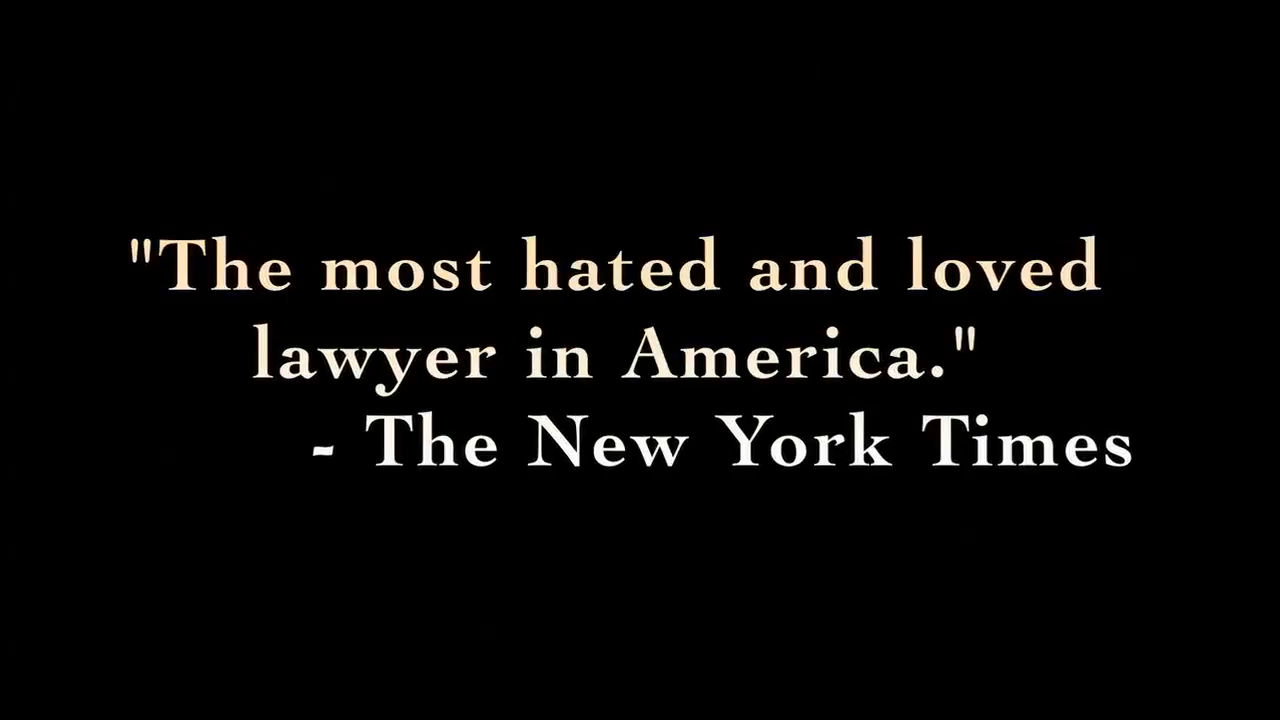 "The most hated and loved
lawyer in America."
- The New York Times